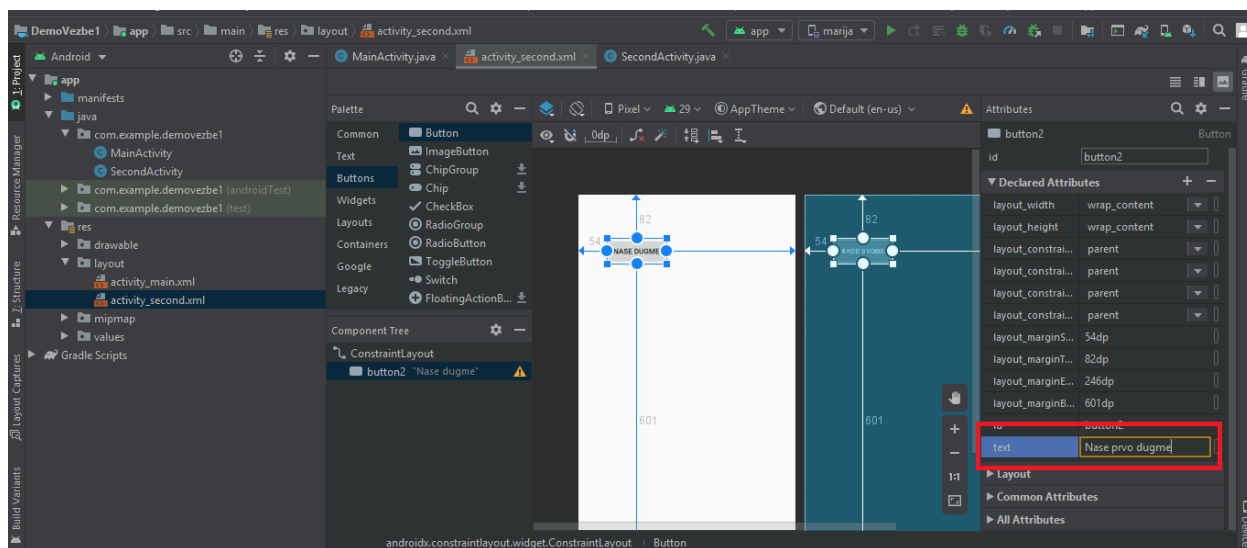 DemoVezbe1 app src main res layout activity_second.xml app marija
Android MainActivity.java activity_second.xml SecondActivity.java
1: Project
Resource Manager
7: Structure
Layout Captures
Build Variants
app
manifests
java
com.example.demovezbe1
MainActivity
SecondActivity
com.example.demovezbe1 (androidTest)
com.example.demovezbe1 (test)
res
drawable
layout
activity_main.xml
activity_second.xml
mipmap
values
Gradle Scripts
Palette
Common
Text
Buttons
Widgets
Layouts
Containers
Google
Legacy
Button
ImageButton
ChipGroup
Chip
CheckBox
RadioGroup
RadioButton
ToggleButton
Switch
FloatingActionB...
Component Tree
ConstraintLayout
button2 "Nase dugme"
Pixel 29 AppTheme Default (en-us)
0dp
82
54
NASE DUGME
601
82
54
NASE DUGME
601
1:1
Attributes
button2 Button
id button2
Declared Attributes
layout_width wrap_content
layout_height wrap_content
layout_constrai... parent
layout_constrai... parent
layout_constrai... parent
layout_constrai... parent
layout_marginS... 54dp
layout_marginT... 82dp
layout_marginE... 246dp
layout_marginB... 601dp
id button2
text Nase prvo dugme
Layout
Common Attributes
All Attributes
androidx.constraintlayout.widget.ConstraintLayout Button